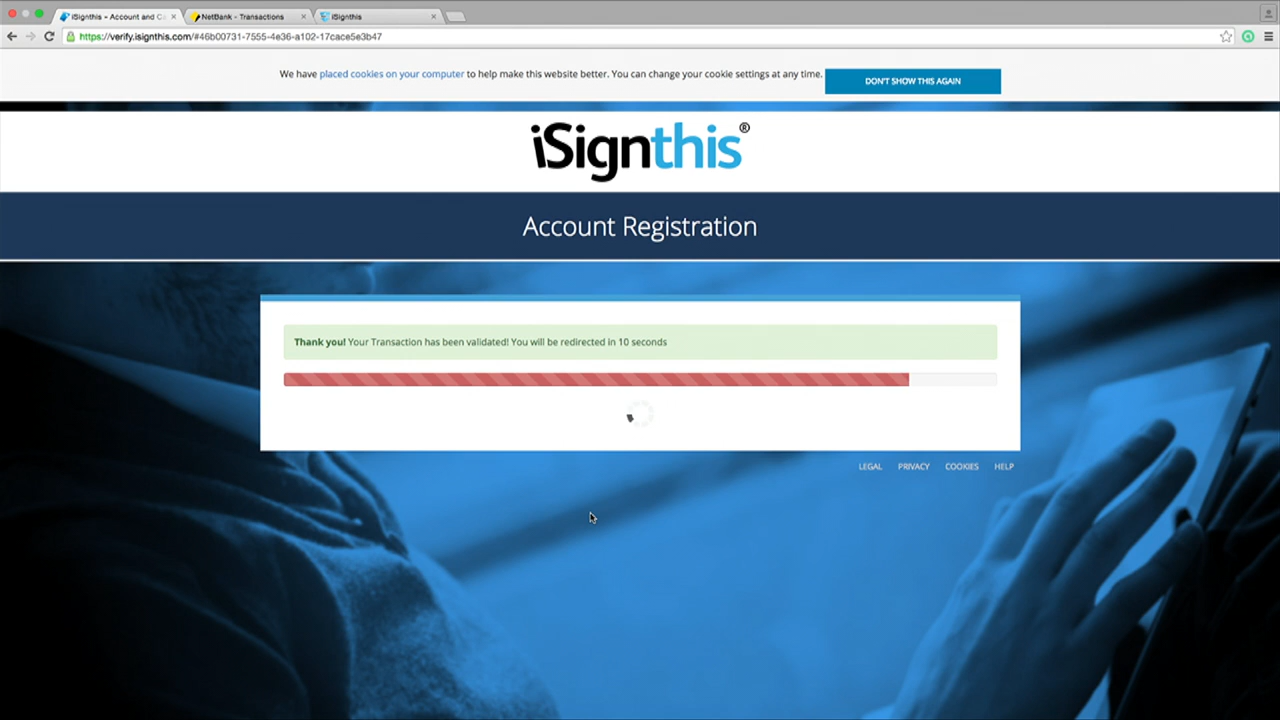 iSignthis - Account and Ca
NetBank - Transactions
iSignthis
https://verify.isignthis.com/#46b00731-7555-4e36-a102-17cace5e3b47
We have placed cookies on your computer to help make this website better. You can change your cookie settings at any time.
DON'T SHOW THIS AGAIN
iSignthis®
Account Registration
Thank you! Your Transaction has been validated! You will be redirected in 10 seconds
LEGAL PRIVACY COOKIES HELP